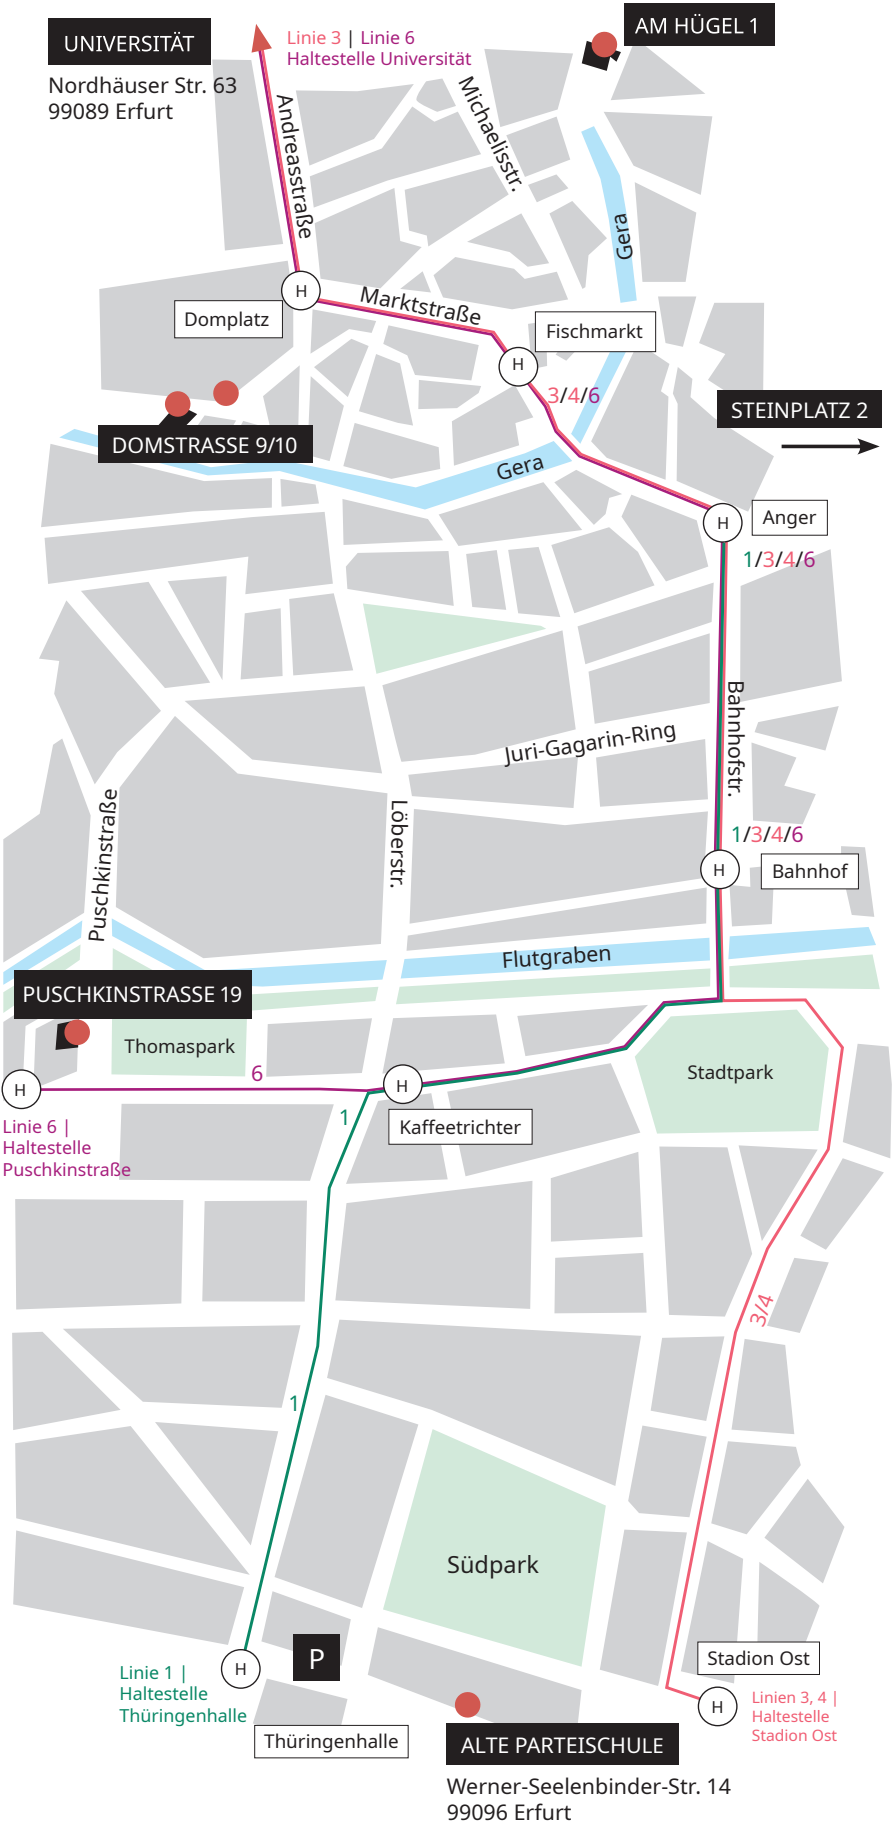 UNIVERSITÄT
Nordhäuser Str. 63
99089 Erfurt
Linie 3 | Linie 6
Haltestelle Universität
AM HÜGEL 1
Andreasstraße
Michaelisstr.
Gera
H
Domplatz
Marktstraße
Fischmarkt
H
3/4/6
STEINPLATZ 2
DOMSTRASSE 9/10
Gera
H
Anger
1/3/4/6
Bahnhofstr.
Juri-Gagarin-Ring
Puschkinstraße
Löberstr.
1/3/4/6
H
Bahnhof
Flutgraben
PUSCHKINSTRASSE 19
Thomaspark
Stadtpark
6
H
H
Kaffeetrichter
1
Linie 6 |
Haltestelle
Puschkinstraße
3/4
1
Südpark
P
H
Linie 1 |
Haltestelle
Thüringenhalle
Thüringenhalle
Stadion Ost
H
Linien 3, 4 |
Haltestelle
Stadion Ost
ALTE PARTEISCHULE
Werner-Seelenbinder-Str. 14
99096 Erfurt